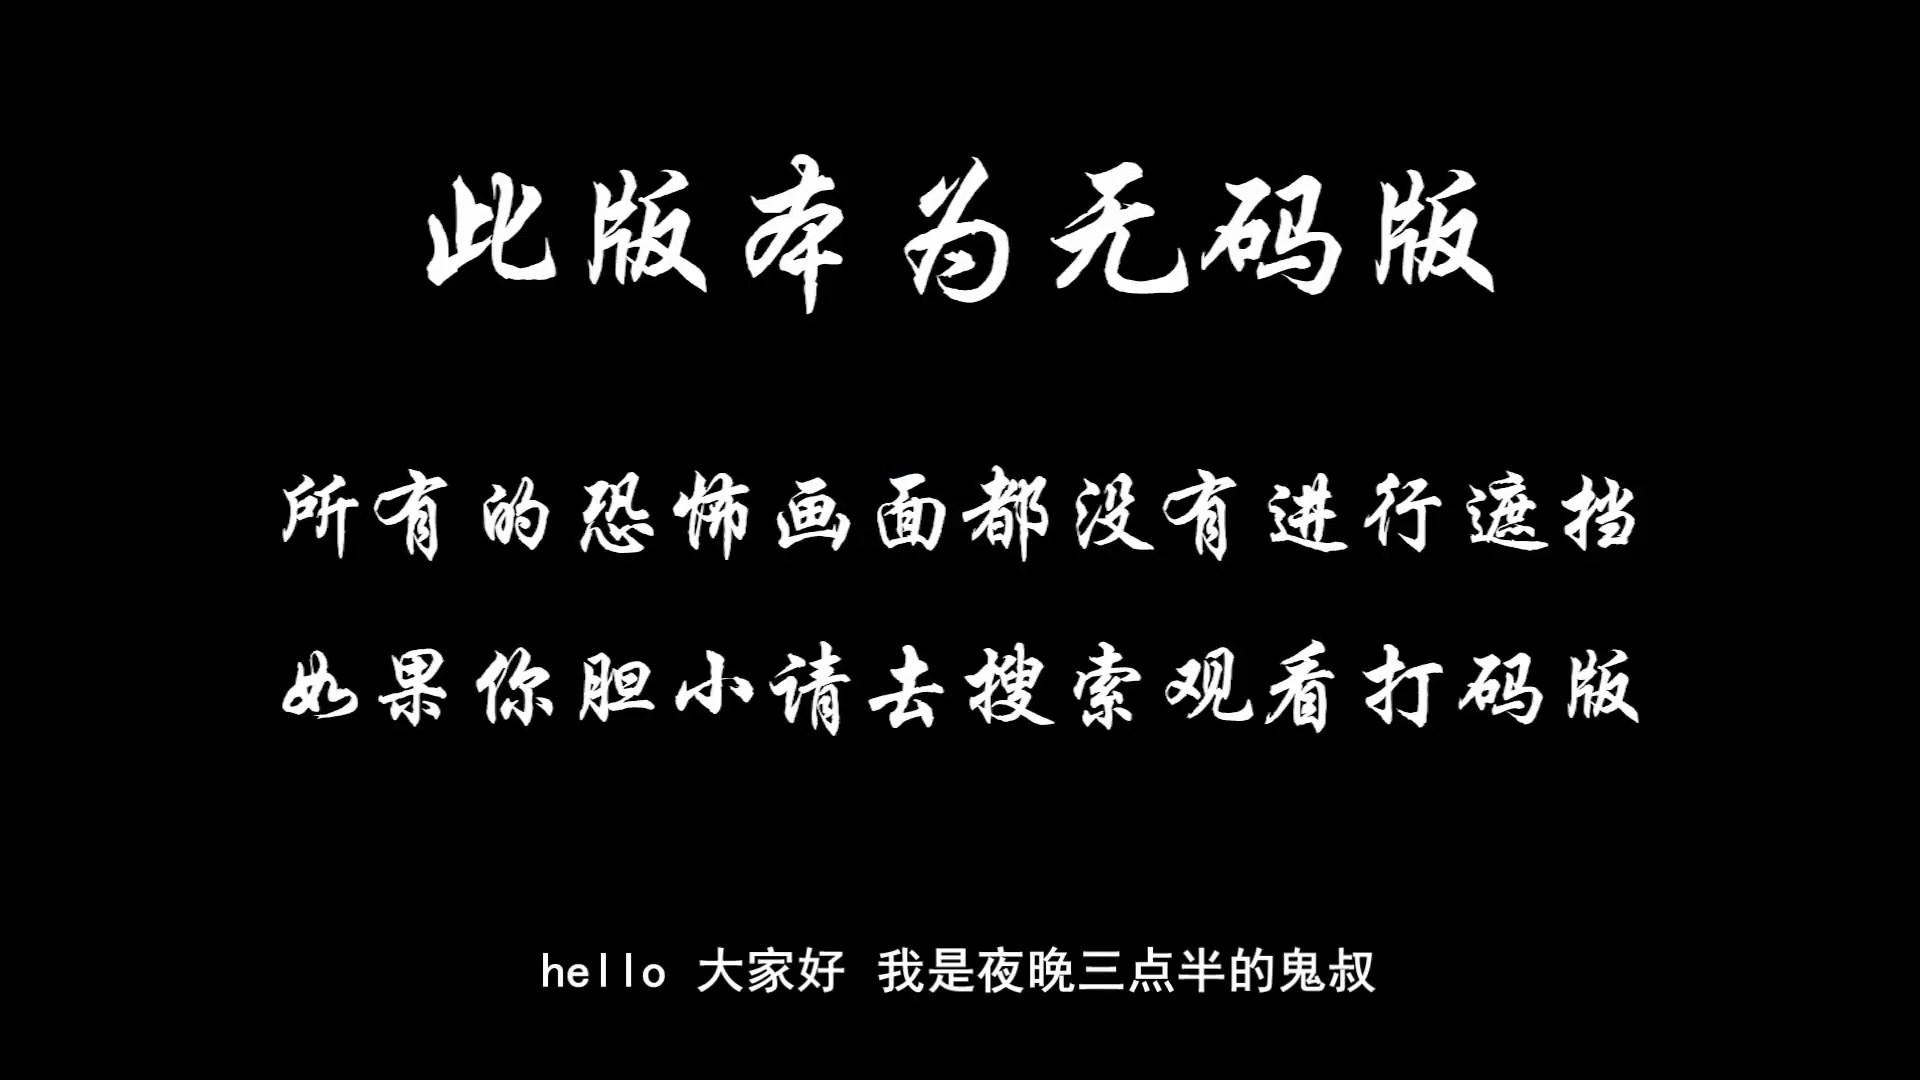 此版本为无码版
所有的恐怖画面都没有进行遮挡
如果你胆小请去搜索观看打码版
hello 大家好 我是夜晚三点半的鬼叔